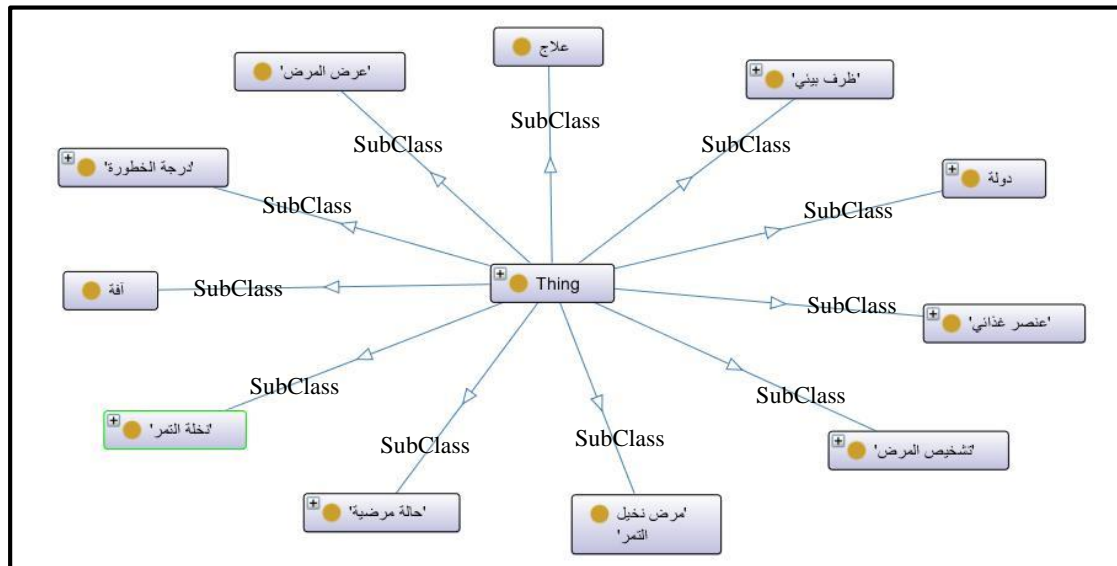 علاج
'عرض المرض'
'ظرف بيئي'
SubClass
SubClass
SubClass
'درجة الخطورة'
دولة
SubClass
SubClass
Thing
آفة
SubClass
SubClass
'عنصر غذائي'
SubClass
SubClass
'نخلة التمر'
SubClass
SubClass
'تشخيص المرض'
'حالة مرضية'
'مرض نخيل
التمر'